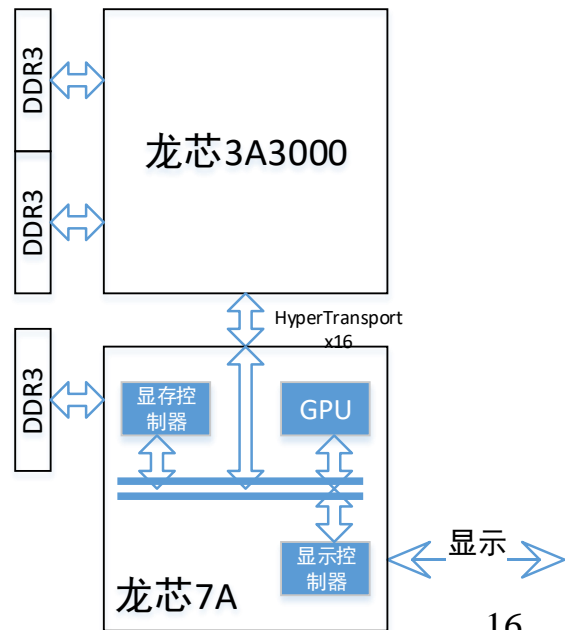 DDR3
龙芯3A3000
DDR3
HyperTransport
x16
DDR3
显存控
制器
GPU
显示控
制器
显示
龙芯7A
16